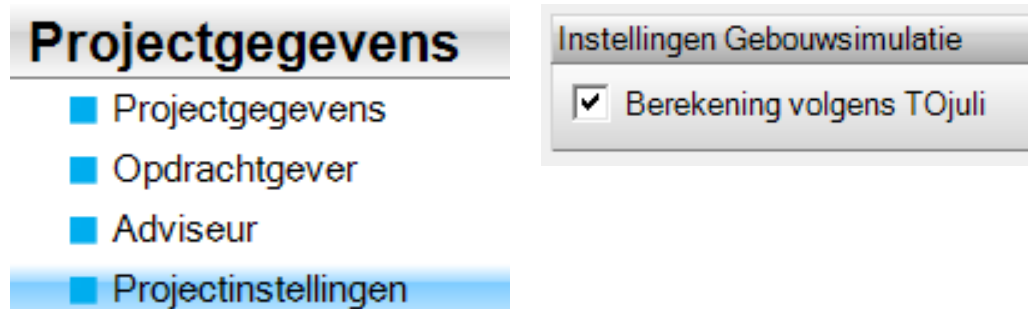 Projectgegevens
Projectgegevens
Opdrachtgever
Adviseur
Projectinstellingen
Instellingen Gebouwsimulatie
Berekening volgens TOjuli